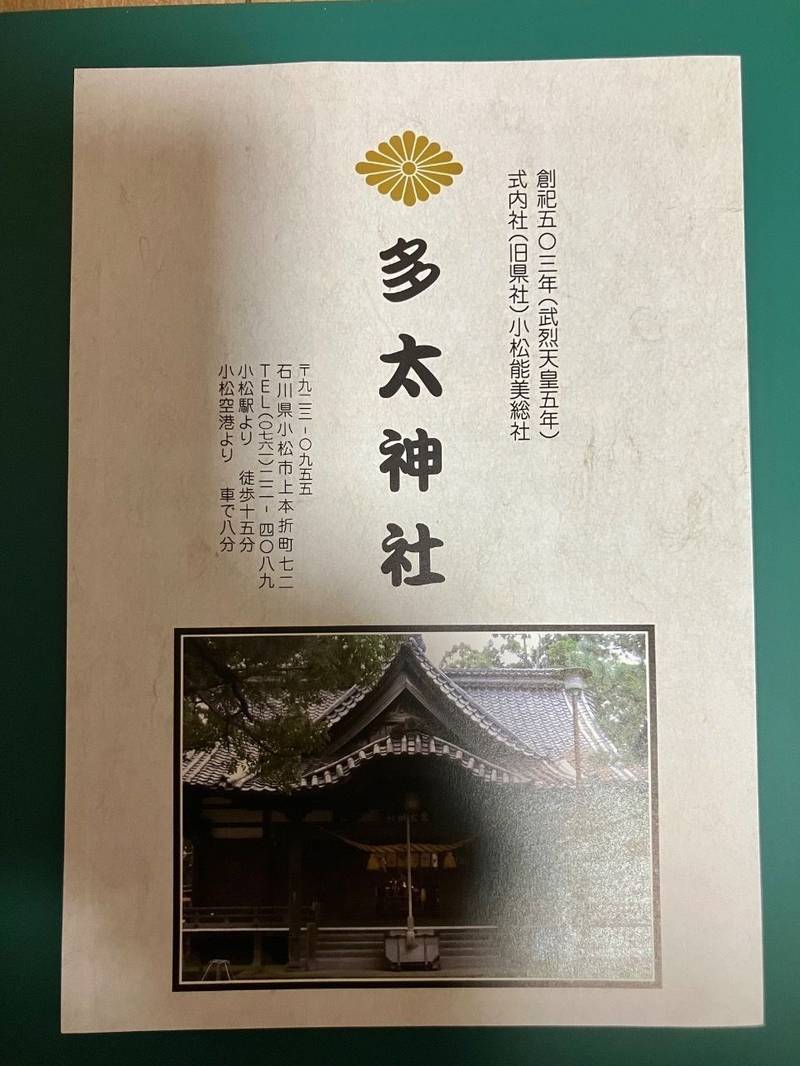 創祀五〇三年（武烈天皇五年）
式内社（旧県社）小松能美総社
多太神社
〒九二三-〇九五五
石川県小松市上本折町七二
TEL（〇七六一）二二-四〇八九
小松駅より　徒歩十五分
小松空港より　車で八分